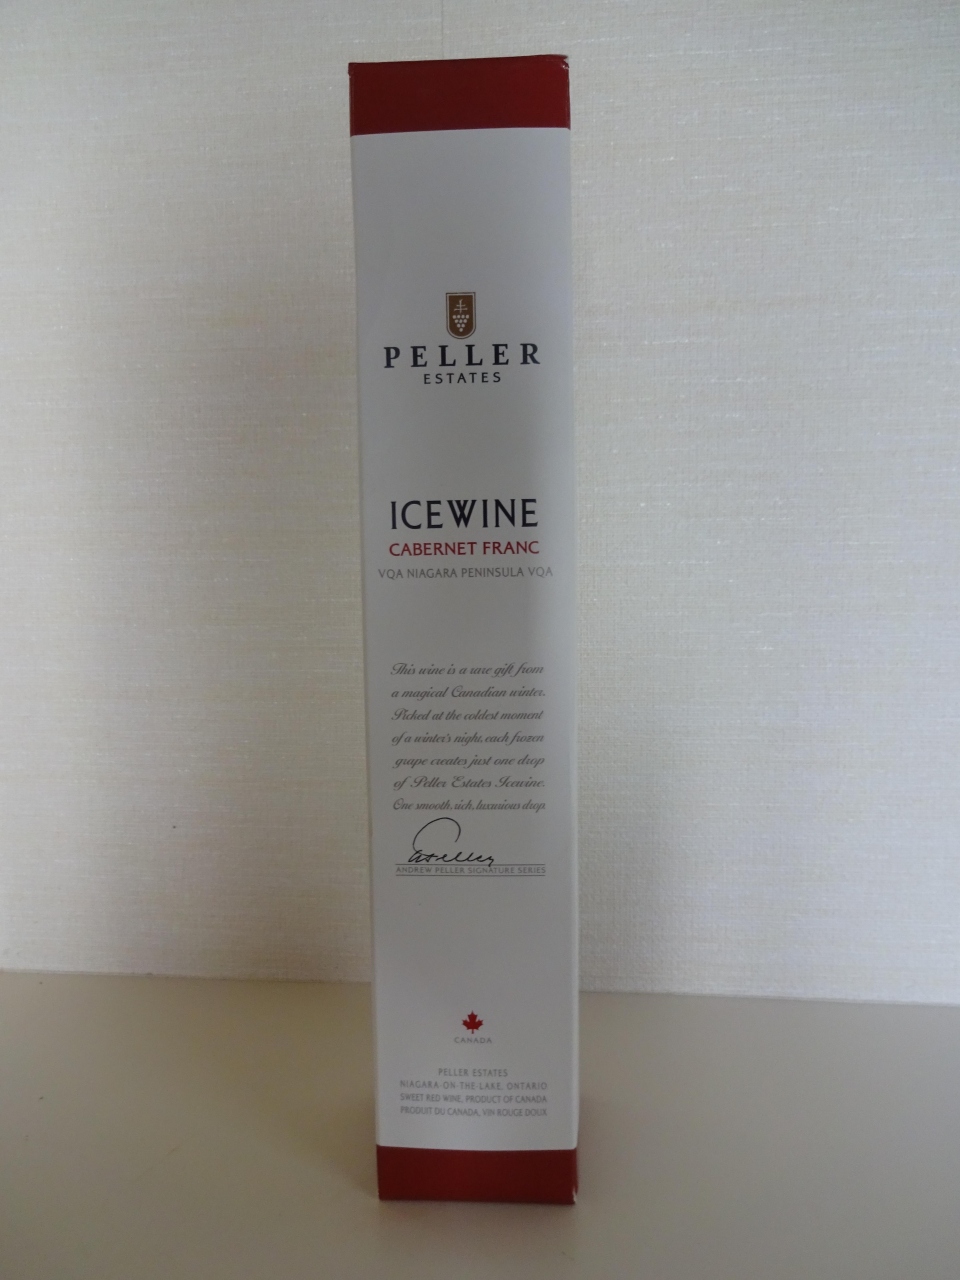 PELLER
ESTATES
ICEWINE
CABERNET FRANC
VQA NIAGARA PENINSULA VQA
This wine is a rare gift from
a magical Canadian winter.
Picked at the coldest moment
of a winter's night, each frozen
grape creates just one drop
of Peller Estates Icewine.
One smooth, rich, luxurious drop.
APeller
ANDREW PELLER SIGNATURE SERIES
CANADA
PELLER ESTATES
NIAGARA-ON-THE-LAKE, ONTARIO
SWEET RED WINE, PRODUCT OF CANADA
PRODUIT DU CANADA, VIN ROUGE DOUX